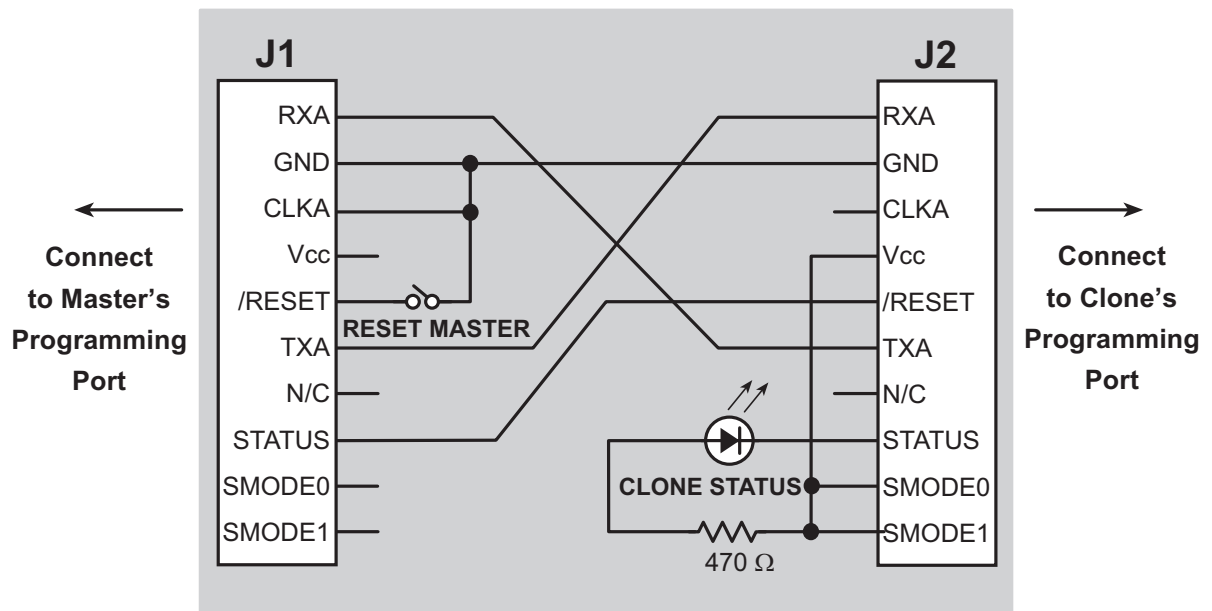 J1
J2
RXA
GND
CLKA
Vcc
/RESET
TXA
N/C
STATUS
SMODE0
SMODE1
RESET MASTER
Connect
to Master's
Programming
Port
RXA
GND
CLKA
Vcc
/RESET
TXA
N/C
STATUS
SMODE0
SMODE1
CLONE STATUS
470 Ω
Connect
to Clone's
Programming
Port